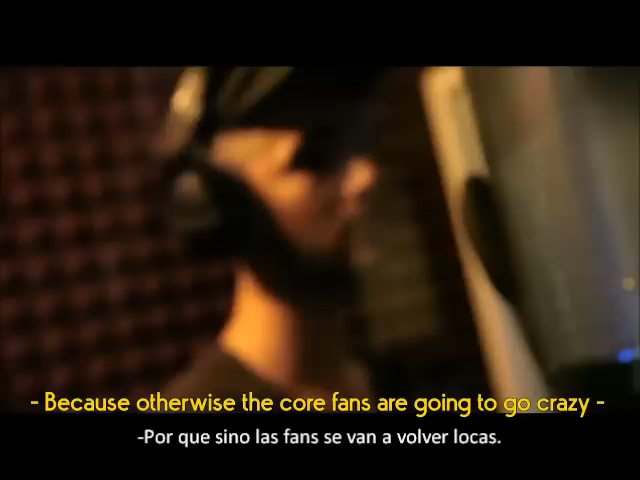 - Because otherwise the core fans are going to go crazy -
-Por que sino las fans se van a volver locas.